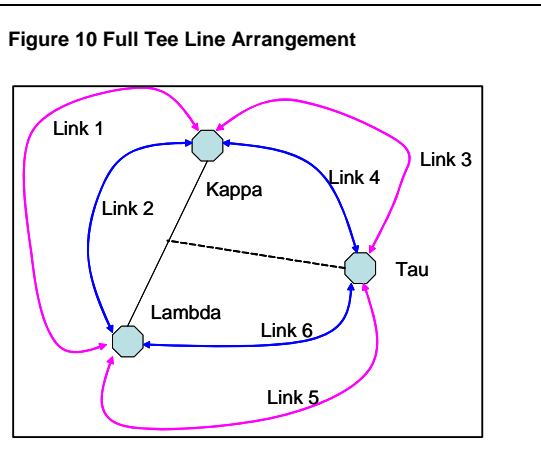 Figure 10 Full Tee Line Arrangement
Link 1
Link 3
Link 4
Kappa
Link 2
Tau
Lambda
Link 6
Link 5